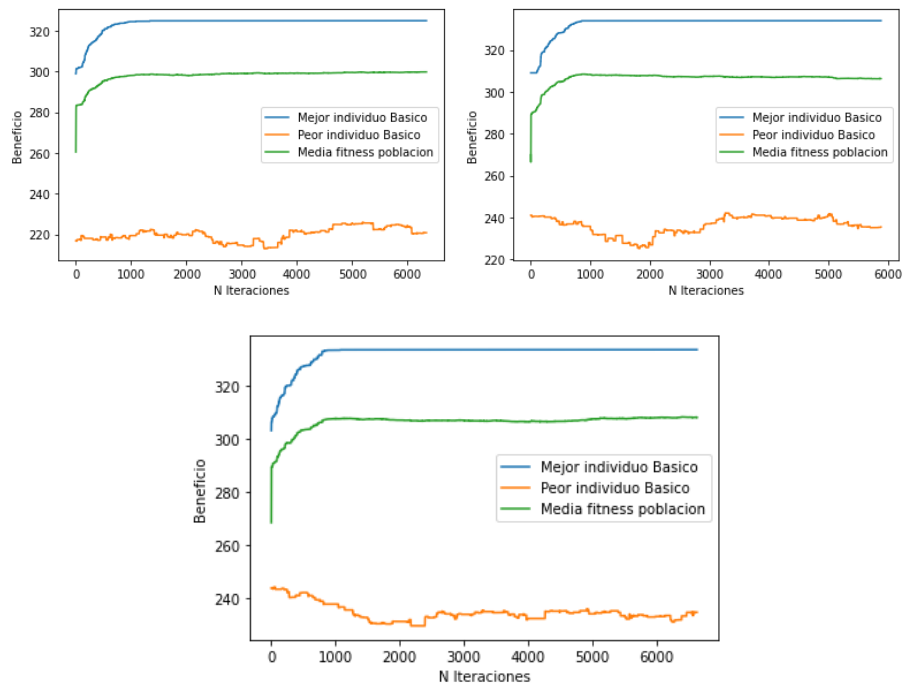 320
300
280
260
240
220
Beneficio
0 1000 2000 3000 4000 5000 6000
N Iteraciones
Mejor individuo Basico
Peor individuo Basico
Media fitness poblacion
320
300
280
260
240
220
Beneficio
0 1000 2000 3000 4000 5000 6000
N Iteraciones
Mejor individuo Basico
Peor individuo Basico
Media fitness poblacion
320
300
280
260
240
Beneficio
0 1000 2000 3000 4000 5000 6000
N Iteraciones
Mejor individuo Basico
Peor individuo Basico
Media fitness poblacion